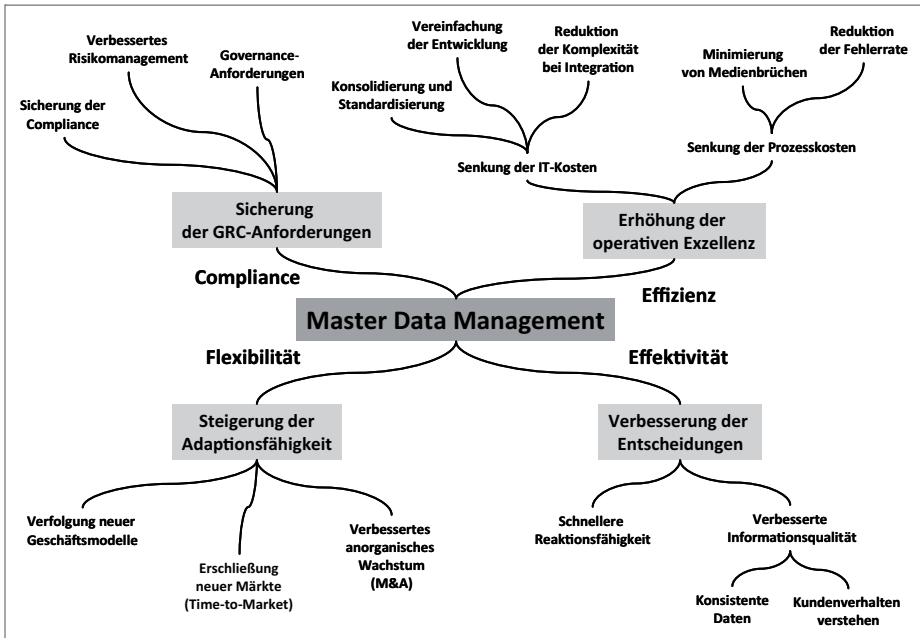 Verbessertes
Risikomanagement
Governance-
Anforderungen
Sicherung der
Compliance
Vereinfachung
der Entwicklung
Reduktion
der Komplexität
bei Integration
Konsolidierung und
Standardisierung
Minimierung
von Medienbrüchen
Reduktion
der Fehlerrate
Senkung der IT-Kosten
Senkung der Prozesskosten
Sicherung
der GRC-Anforderungen
Erhöhung der
operativen Exzellenz
Compliance
Effizienz
Master Data Management
Flexibilität
Effektivität
Steigerung der
Adaptionsfähigkeit
Verbesserung der
Entscheidungen
Verfolgung neuer
Geschäftsmodelle
Erschließung
neuer Märkte
(Time-to-Market)
Verbessertes
anorganisches
Wachstum
(M&A)
Schnellere
Reaktionsfähigkeit
Verbesserte
Informationsqualität
Konsistente
Daten
Kundenverhalten
verstehen